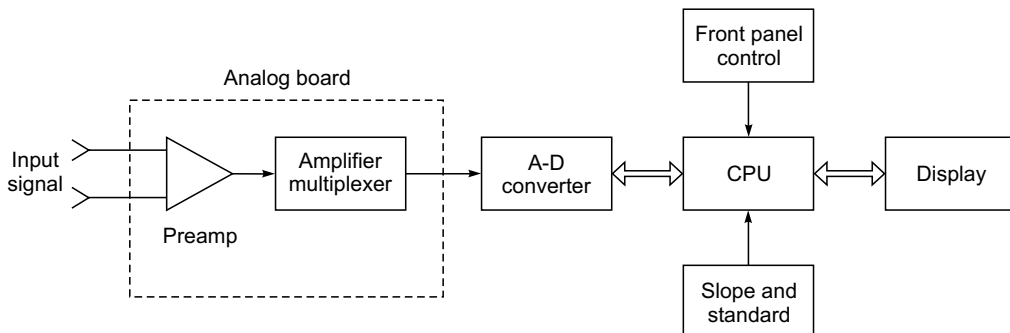 Front panel
control
Analog board
Input
signal
Preamp
Amplifier
multiplexer
A-D
converter
CPU
Display
Slope and
standard